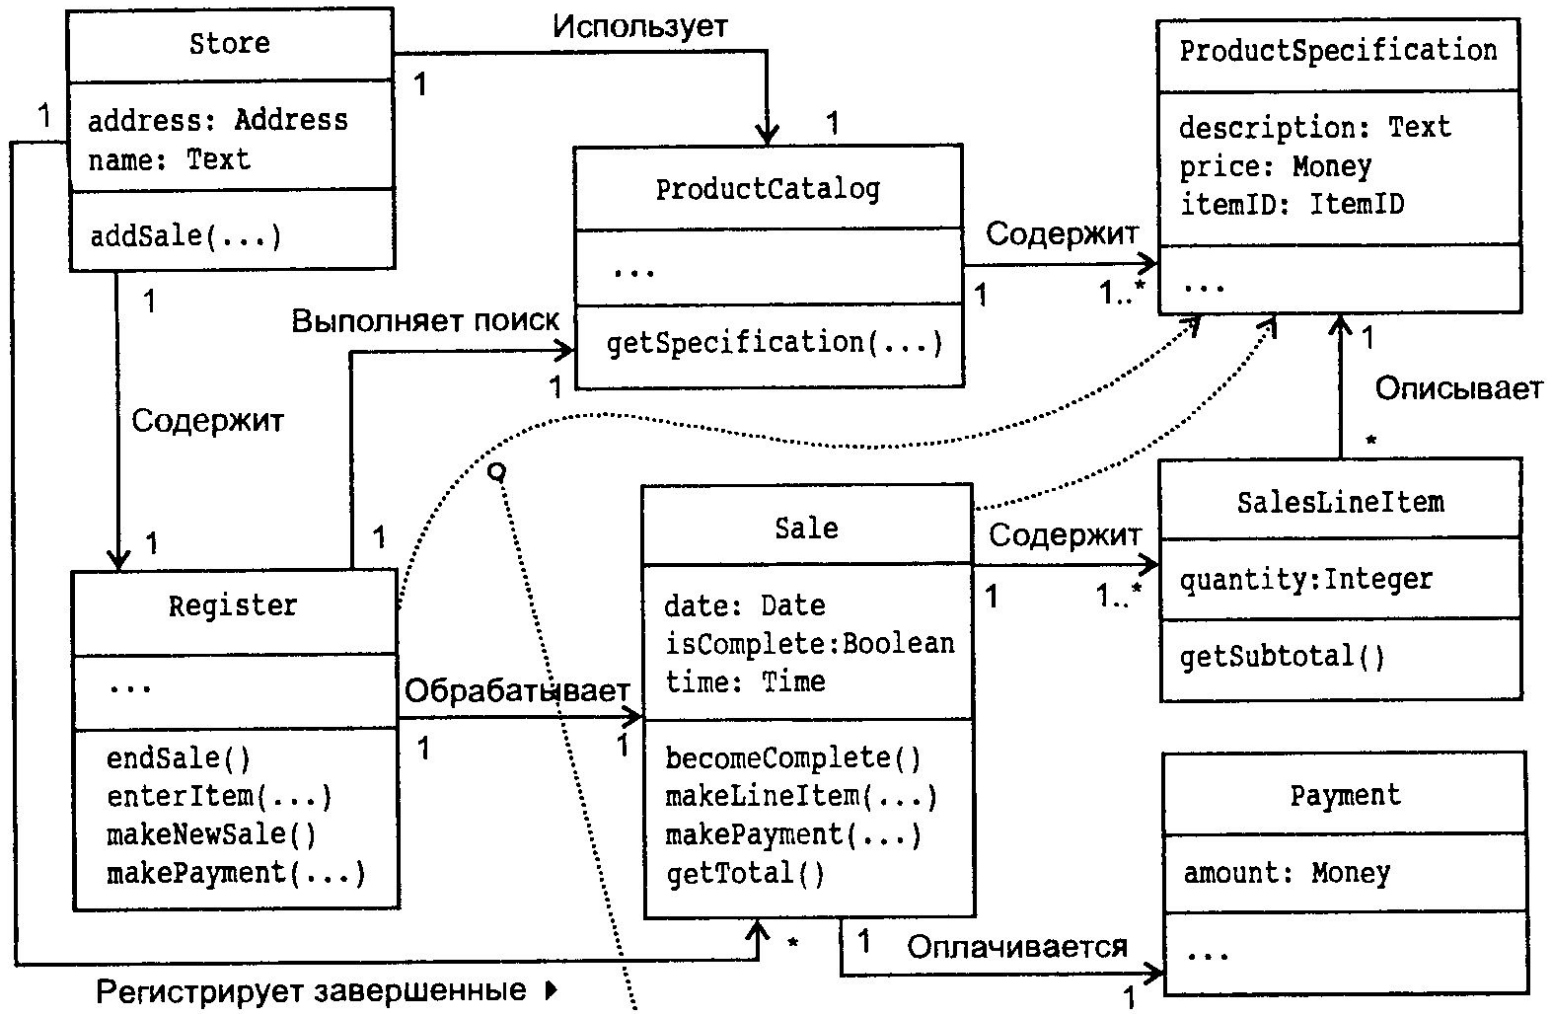 Store
address: Address
name: Text
addSale(...)
1
1
1
Использует
1
ProductCatalog
...
getSpecification(...)
ProductSpecification
description: Text
price: Money
itemID: ItemID
...
Содержит
1
1..*
Выполняет поиск
1
1
Содержит
1
1
Описывает
*
Register
...
endSale()
enterItem(...)
makeNewSale()
makePayment(...)
Обрабатывает
1
1
Sale
date: Date
isComplete:Boolean
time: Time
becomeComplete()
makeLineItem(...)
makePayment(...)
getTotal()
Содержит
1
1..*
SalesLineItem
quantity:Integer
getSubtotal()
Payment
amount: Money
...
*
1
Оплачивается
1
Регистрирует завершенные